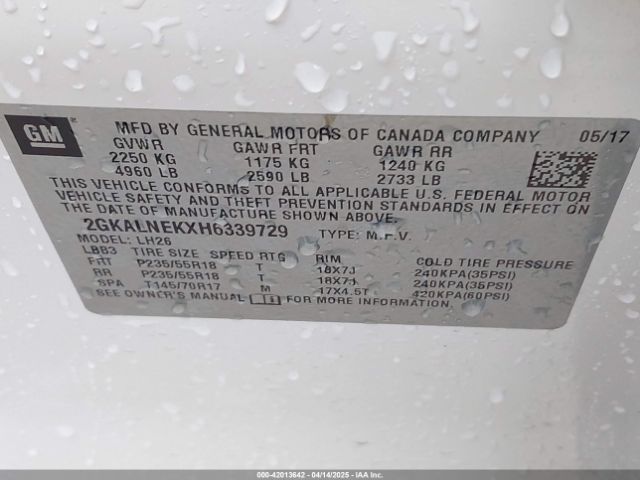 GM
MFD BY GENERAL MOTORS OF CANADA COMPANY 05/17
GVWR GAWR FRT GAWR RR
2250 KG 1175 KG 1240 KG
4960 LB 2590 LB 2733 LB
THIS VEHICLE CONFORMS TO ALL APPLICABLE U.S. FEDERAL MOTOR
VEHICLE SAFETY AND THEFT PREVENTION STANDARDS IN EFFECT ON
THE DATE OF MANUFACTURE SHOWN ABOVE.
2GKALNEKXH6339729 TYPE: M.P.V.
MODEL: LH26
LBB3 TIRE SIZE SPEED RTG RIM COLD TIRE PRESSURE
FRT P235/55R18 T 18X7J 240KPA(35PSI)
RR P235/55R18 T 18X7J 240KPA(35PSI)
SPA T145/70R17 M 17X4.5T 420KPA(60PSI)
SEE OWNER'S MANUAL FOR MORE INFORMATION.
000-42013642 - 04/14/2025 - IAA Inc.